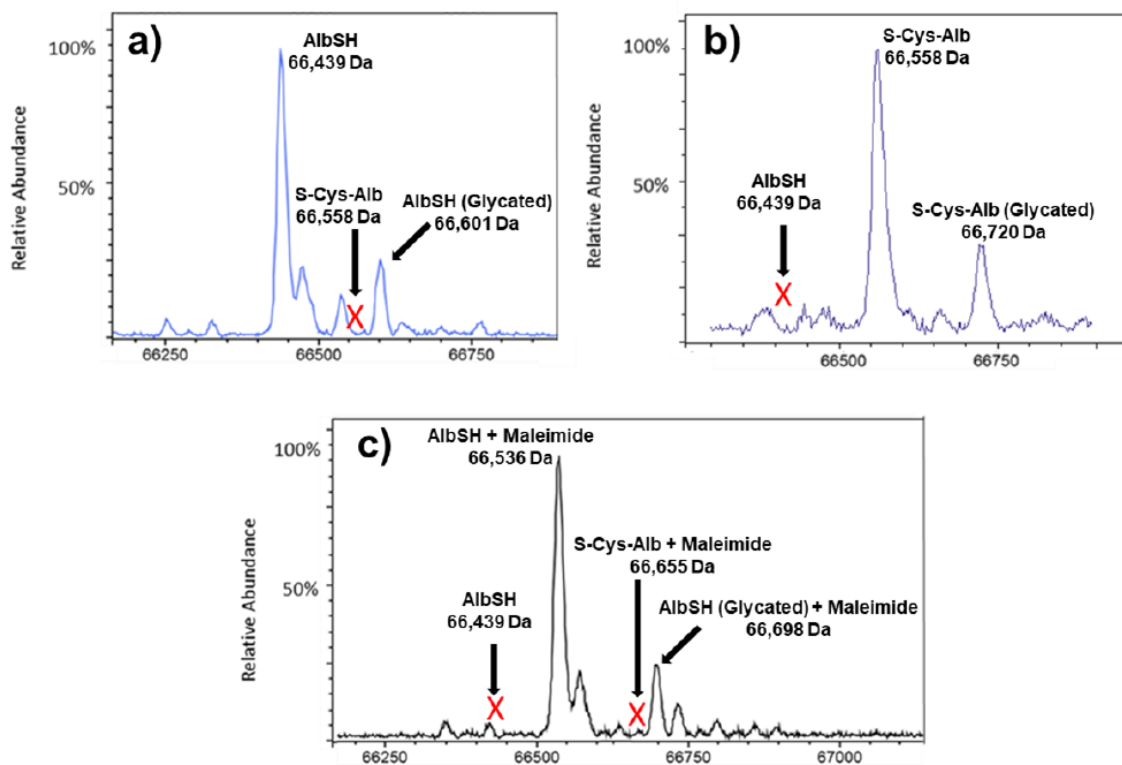 a)
100%
50%
Relative Abundance
AlbSH
66,439 Da
S-Cys-Alb
66,558 Da
AlbSH (Glycated)
66,601 Da
X
66250
66500
66750
b)
100%
50%
Relative Abundance
S-Cys-Alb
66,558 Da
AlbSH
66,439 Da
S-Cys-Alb (Glycated)
66,720 Da
X
66500
66750
c)
100%
50%
Relative Abundance
AlbSH + Maleimide
66,536 Da
S-Cys-Alb + Maleimide
66,655 Da
AlbSH
66,439 Da
AlbSH (Glycated) + Maleimide
66,698 Da
X
X
66250
66500
66750
67000